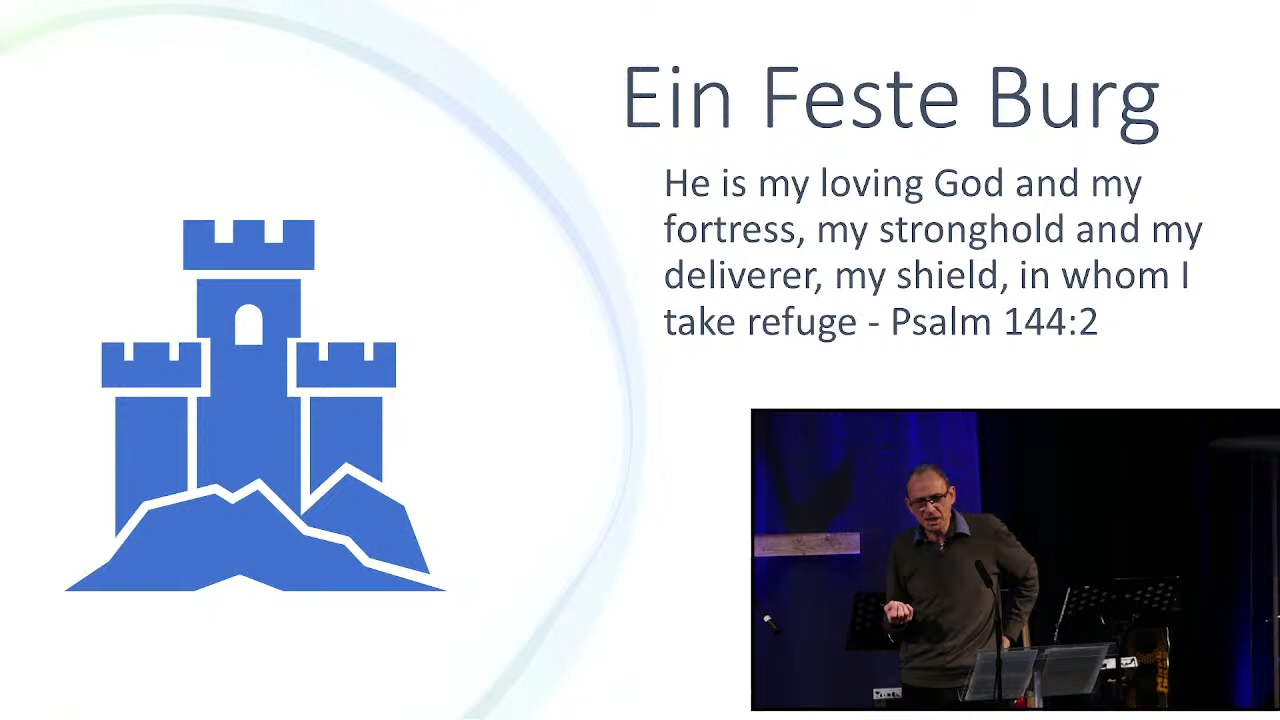 Ein Feste Burg
He is my loving God and my
fortress, my stronghold and my
deliverer, my shield, in whom I
take refuge - Psalm 144:2